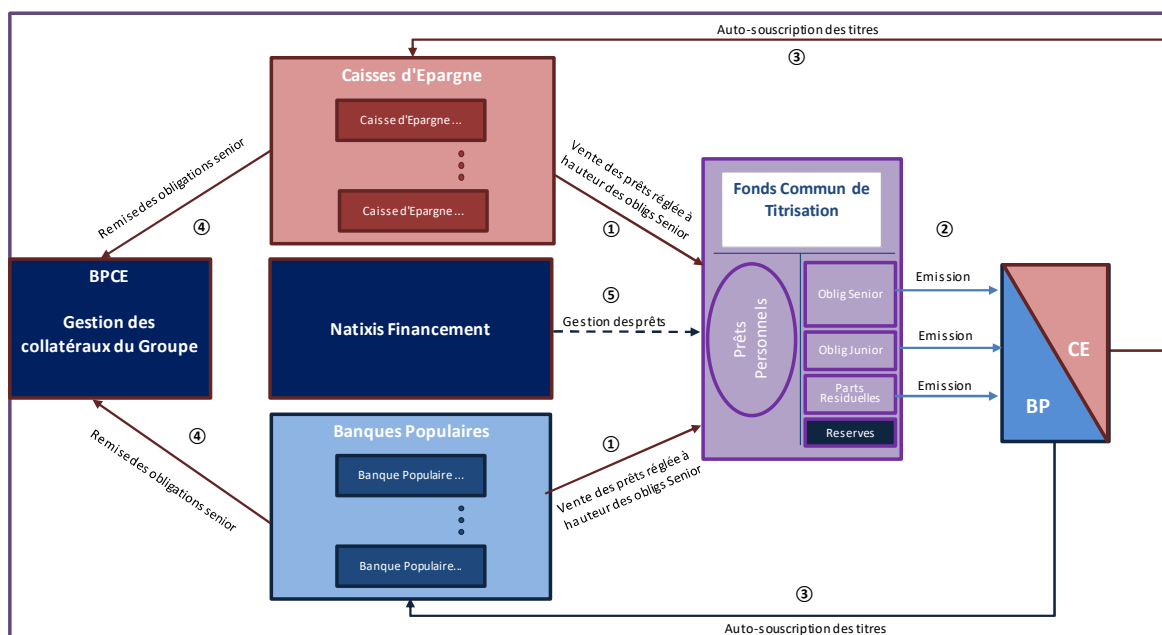 Auto-souscription des titres
③
Caisses d'Epargne
Caisse d'Epargne ...
Caisse d'Epargne ...
Remise des obligations senior
④
Vente des prêts réglée à
hauteur des obligs Senior
①
Fonds Commun de
Titrisation
②
BPCE
Gestion des
collatéraux du Groupe
Natixis Financement
⑤
Gestion des prêts
Prêts
Personnels
Oblig Senior
Emission
Oblig Junior
Emission
Parts
Residuelles
Emission
Reserves
CE
BP
④
Remise des obligations senior
Banques Populaires
Banque Populaire ...
Banque Populaire...
①
Vente des prêts réglée à
hauteur des obligs Senior
③
Auto-souscription des titres